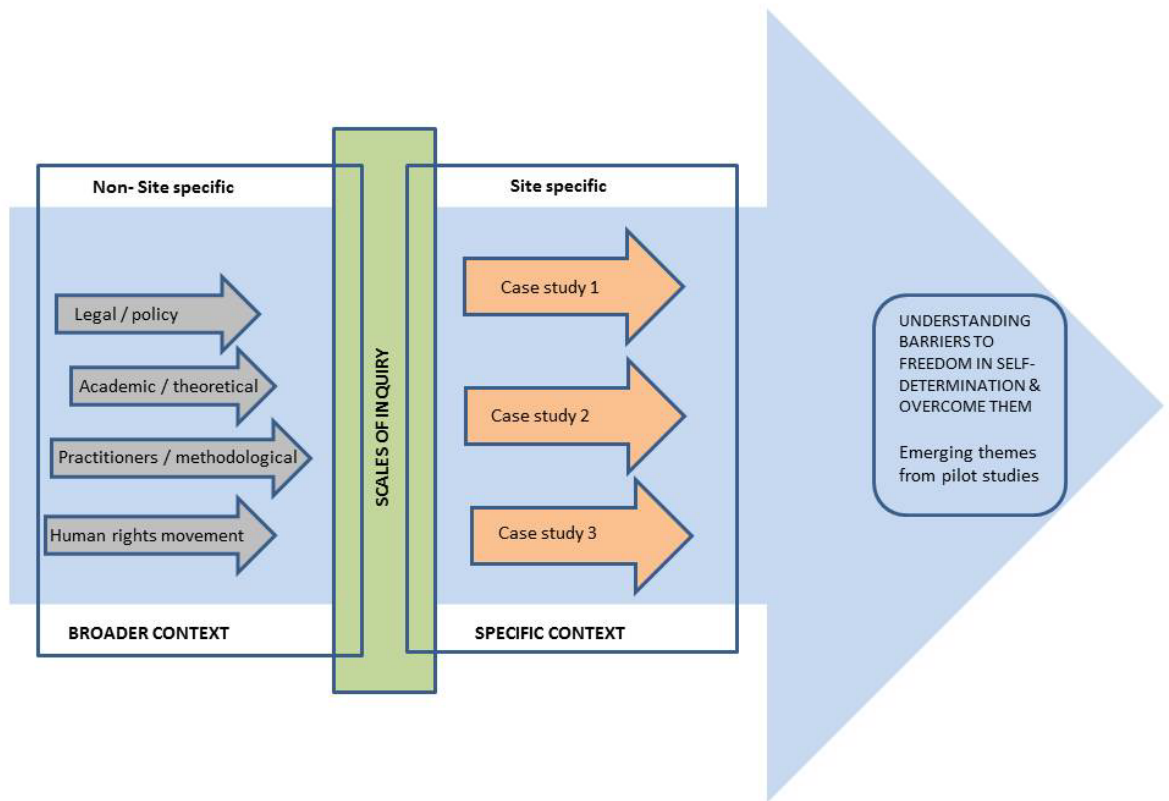 Non- Site specific
Legal / policy
Academic / theoretical
Practitioners / methodological
Human rights movement
BROADER CONTEXT
SCALES OF INQUIRY
Site specific
Case study 1
Case study 2
Case study 3
SPECIFIC CONTEXT
UNDERSTANDING
BARRIERS TO
FREEDOM IN SELF-
DETERMINATION &
OVERCOME THEM
Emerging themes
from pilot studies